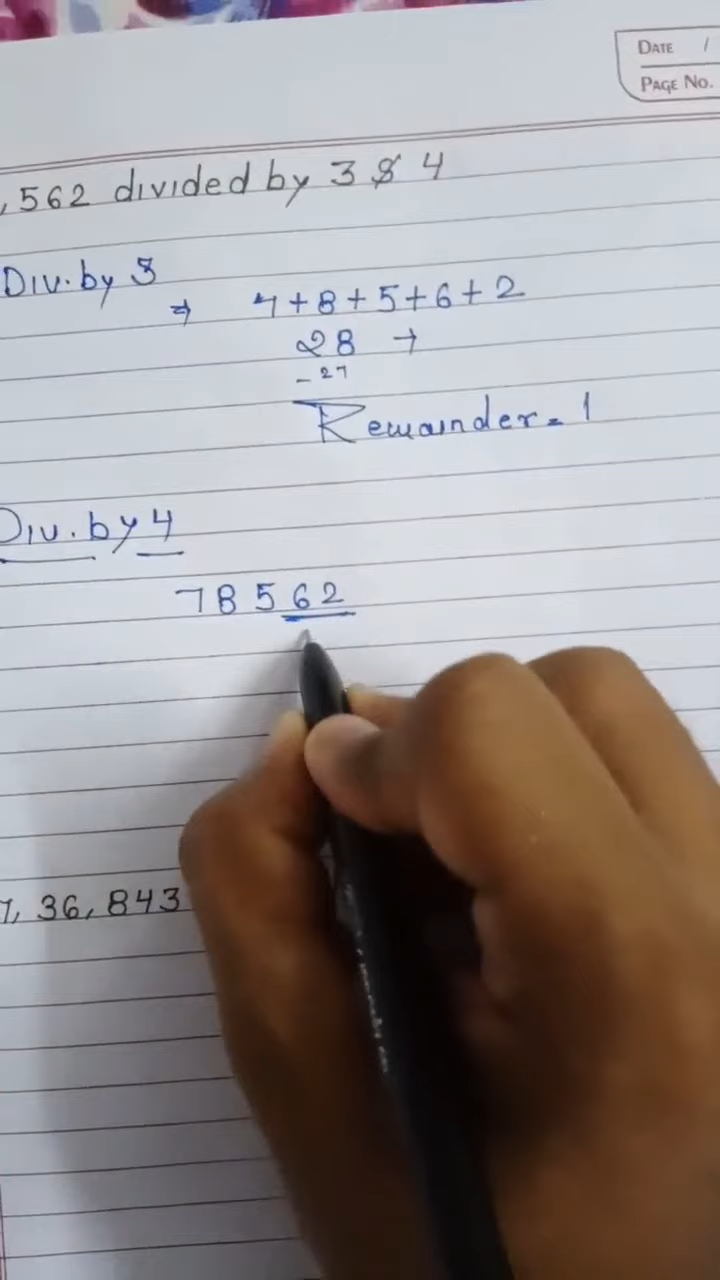 DATE /
PAGE No.
,562 divided by 3 & 4
Div. by 3
⇒ 7+8+5+6+2
28 →
- 27
Remainder = 1
Div. by 4
78562
7, 36, 843